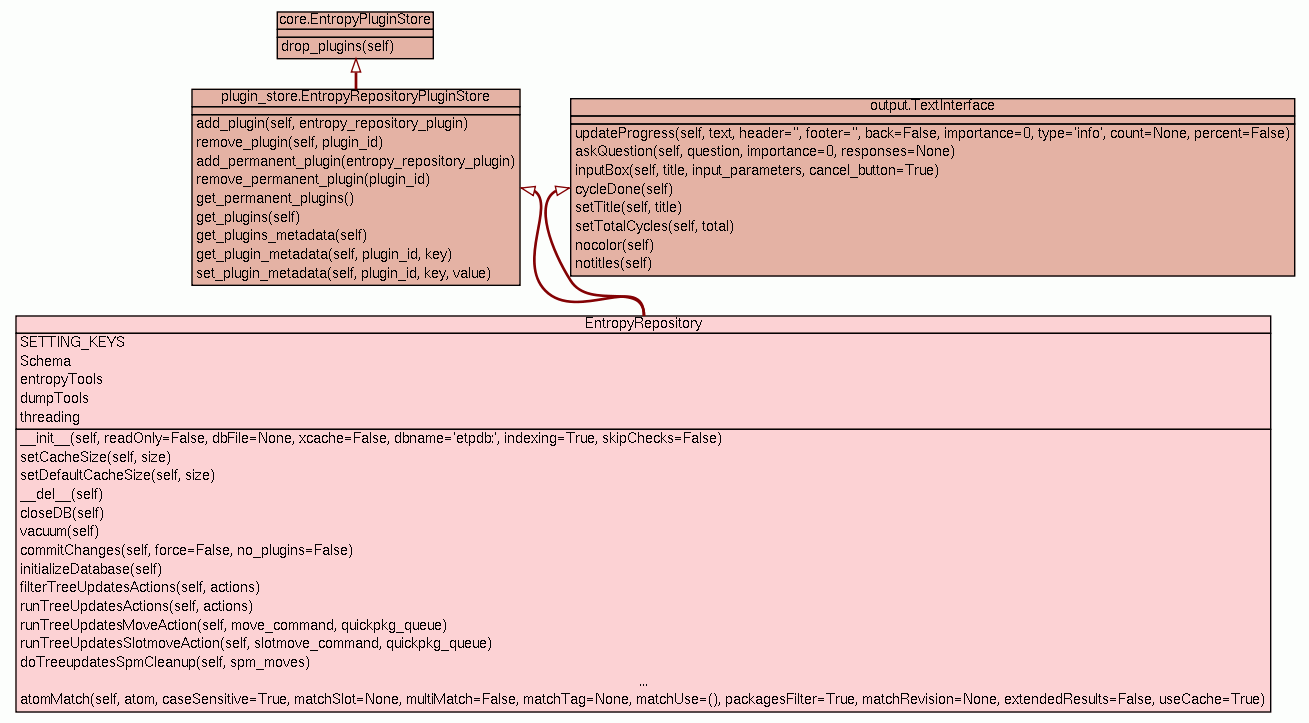 core.EntropyPluginStore
drop_plugins(self)
plugin_store.EntropyRepositoryPluginStore
add_plugin(self, entropy_repository_plugin)
remove_plugin(self, plugin_id)
add_permanent_plugin(entropy_repository_plugin)
remove_permanent_plugin(plugin_id)
get_permanent_plugins()
get_plugins(self)
get_plugins_metadata(self)
get_plugin_metadata(self, plugin_id, key)
set_plugin_metadata(self, plugin_id, key, value)
output.TextInterface
updateProgress(self, text, header='', footer='', back=False, importance=0, type='info', count=None, percent=False)
askQuestion(self, question, importance=0, responses=None)
inputBox(self, title, input_parameters, cancel_button=True)
cycleDone(self)
setTitle(self, title)
setTotalCycles(self, total)
nocolor(self)
notitles(self)
EntropyRepository
SETTING_KEYS
Schema
entropyTools
dumpTools
threading
__init__(self, readOnly=False, dbFile=None, xcache=False, dbname='etpdb:', indexing=True, skipChecks=False)
setCacheSize(self, size)
setDefaultCacheSize(self, size)
__del__(self)
closeDB(self)
vacuum(self)
commitChanges(self, force=False, no_plugins=False)
initializeDatabase(self)
filterTreeUpdatesActions(self, actions)
runTreeUpdatesActions(self, actions)
runTreeUpdatesMoveAction(self, move_command, quickpkg_queue)
runTreeUpdatesSlotmoveAction(self, slotmove_command, quickpkg_queue)
doTreeupdatesSpmCleanup(self, spm_moves)
...
atomMatch(self, atom, caseSensitive=True, matchSlot=None, multiMatch=False, matchTag=None, matchUse=(), packagesFilter=True, matchRevision=None, extendedResults=False, useCache=True)